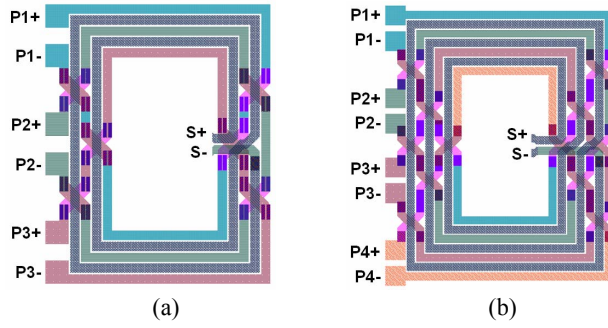 P1+
P1-
P2+
P2-
P3+
P3-
S+
S-
(a)
P1+
P1-
P2+
P2-
P3+
P3-
P4+
P4-
S+
S-
(b)